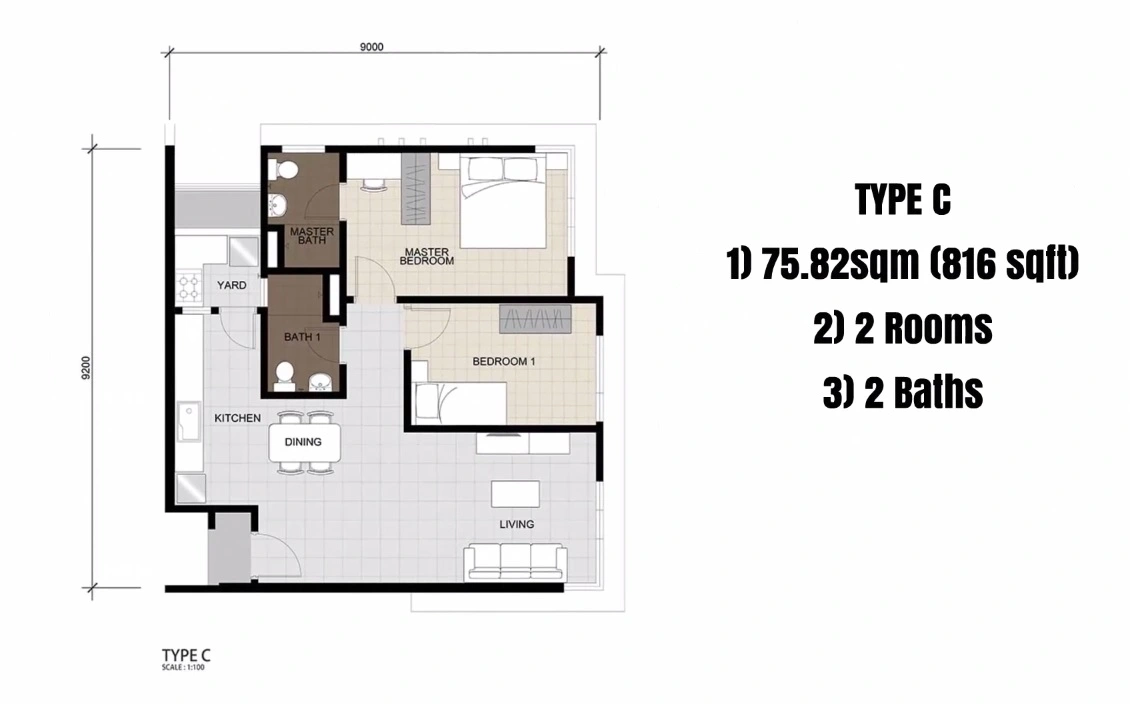 9000
9200
MASTER
BATH
MASTER
BEDROOM
YARD
BATH 1
BEDROOM 1
KITCHEN
DINING
LIVING
TYPE C
SCALE : 1:100
TYPE C
1) 75.82sqm (816 sqft)
2) 2 Rooms
3) 2 Baths